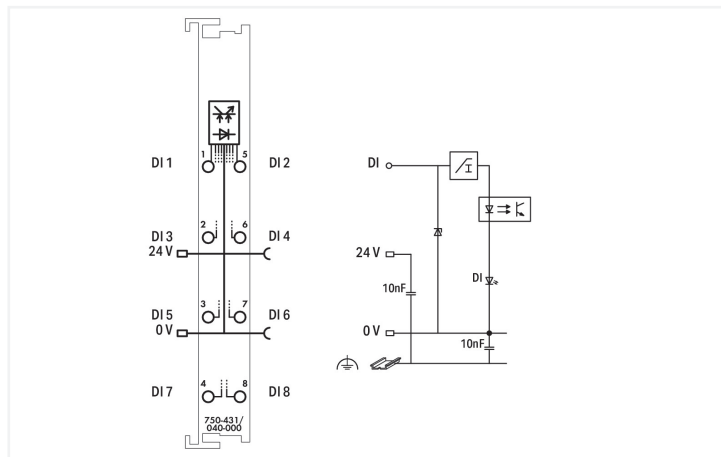 1 5
DI 1 DI 2
2 6
DI 3 DI 4
24 V
3 7
DI 5 DI 6
0 V
4 8
DI 7 DI 8
750-431/
040-000
DI
I
24 V
10nF
DI
0 V
10nF